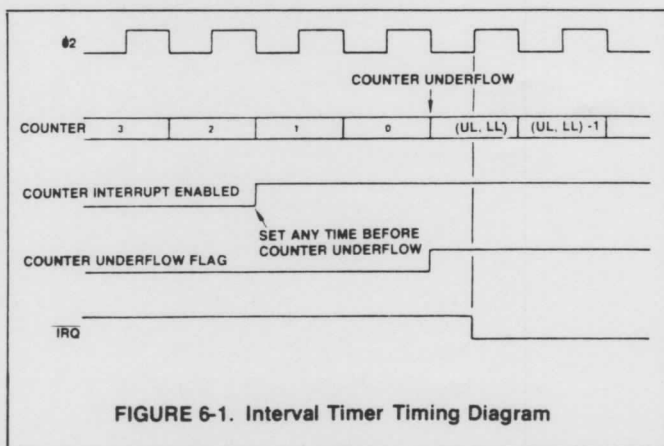 ϕ2
COUNTER UNDERFLOW
COUNTER 3 2 1 0 (UL, LL) (UL, LL) -1
COUNTER INTERRUPT ENABLED
SET ANY TIME BEFORE
COUNTER UNDERFLOW
COUNTER UNDERFLOW FLAG
IRQ
FIGURE 6-1. Interval Timer Timing Diagram